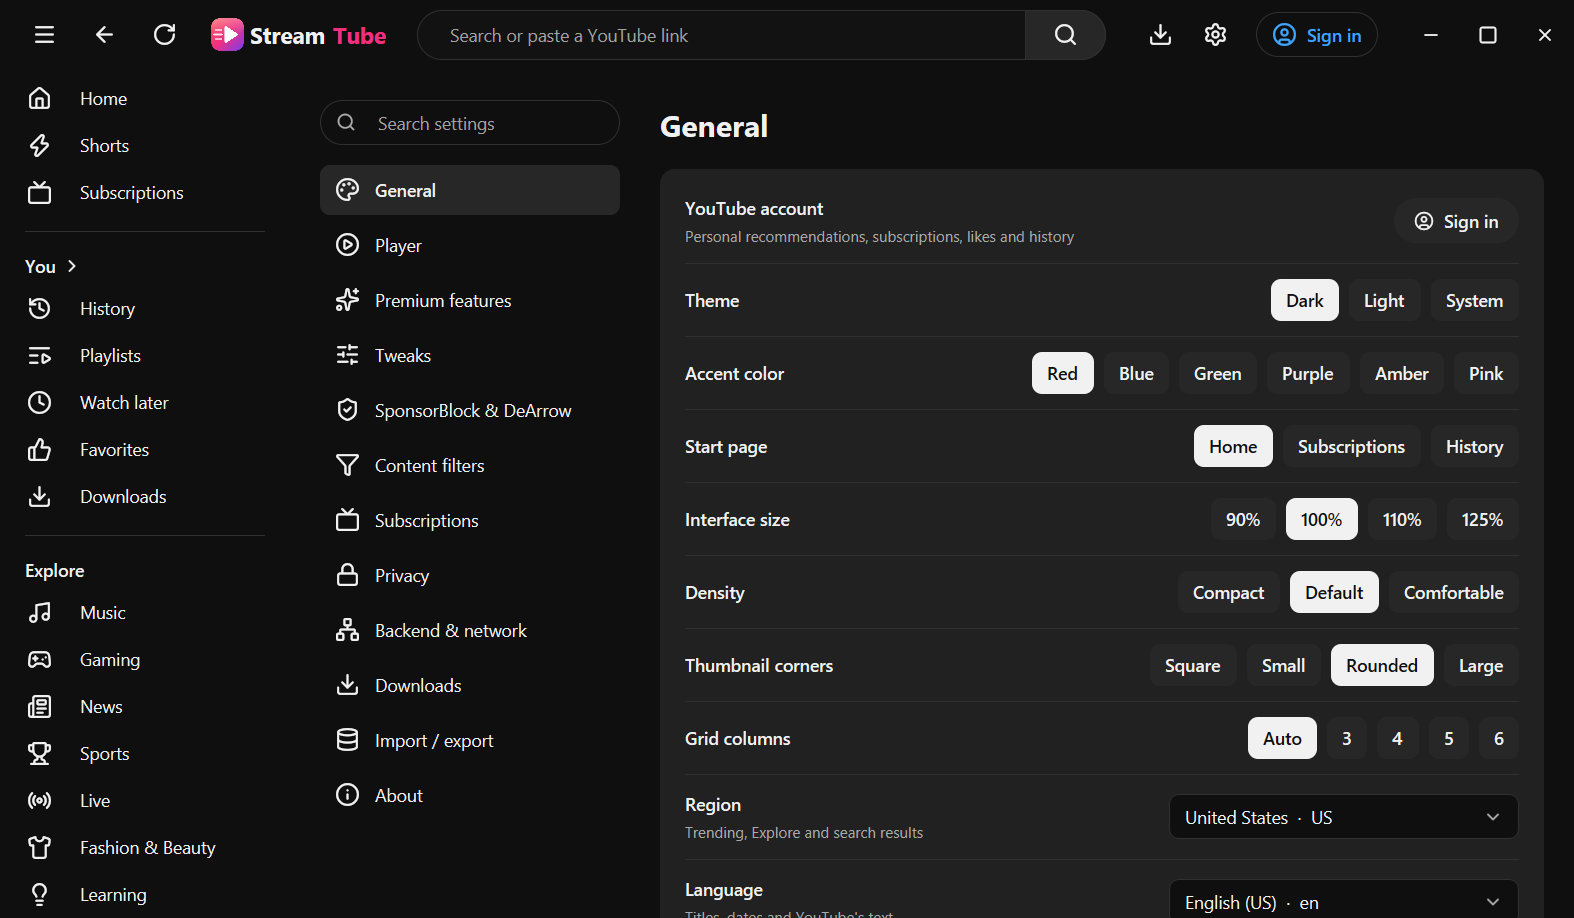 Stream Tube
Search or paste a YouTube link
Sign in
Home
Shorts
Subscriptions
You
History
Playlists
Watch later
Favorites
Downloads
Explore
Music
Gaming
News
Sports
Live
Fashion & Beauty
Learning
Search settings
General
Player
Premium features
Tweaks
SponsorBlock & DeArrow
Content filters
Subscriptions
Privacy
Backend & network
Downloads
Import / export
About
General
YouTube account
Personal recommendations, subscriptions, likes and history
Sign in
Theme
Dark Light System
Accent color
Red Blue Green Purple Amber Pink
Start page
Home Subscriptions History
Interface size
90% 100% 110% 125%
Density
Compact Default Comfortable
Thumbnail corners
Square Small Rounded Large
Grid columns
Auto 3 4 5 6
Region
Trending, Explore and search results
United States · US
Language
Titles, dates and YouTube's text
English (US) · en